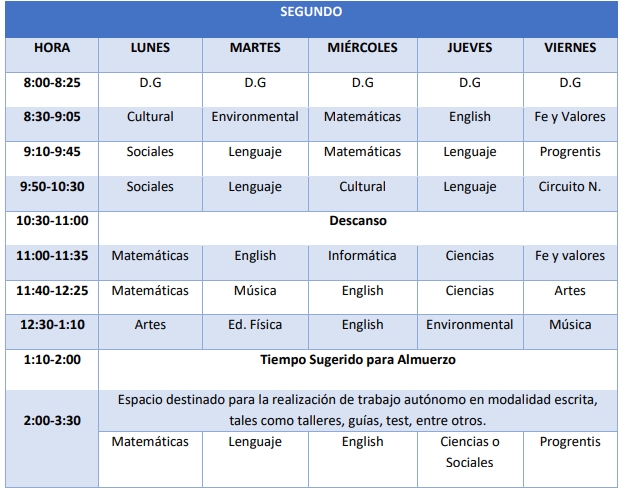 SEGUNDO
HORA LUNES MARTES MIÉRCOLES JUEVES VIERNES
8:00-8:25 D.G D.G D.G D.G D.G
8:30-9:05 Cultural Environmental Matemáticas English Fe y Valores
9:10-9:45 Sociales Lenguaje Matemáticas Lenguaje Progrentis
9:50-10:30 Sociales Lenguaje Cultural Lenguaje Circuito N.
10:30-11:00 Descanso
11:00-11:35 Matemáticas English Informática Ciencias Fe y valores
11:40-12:25 Matemáticas Música English Ciencias Artes
12:30-1:10 Artes Ed. Física English Environmental Música
1:10-2:00 Tiempo Sugerido para Almuerzo
2:00-3:30 Espacio destinado para la realización de trabajo autónomo en modalidad escrita,
tales como talleres, guías, test, entre otros.
Matemáticas Lenguaje English Ciencias o Progrentis
Sociales